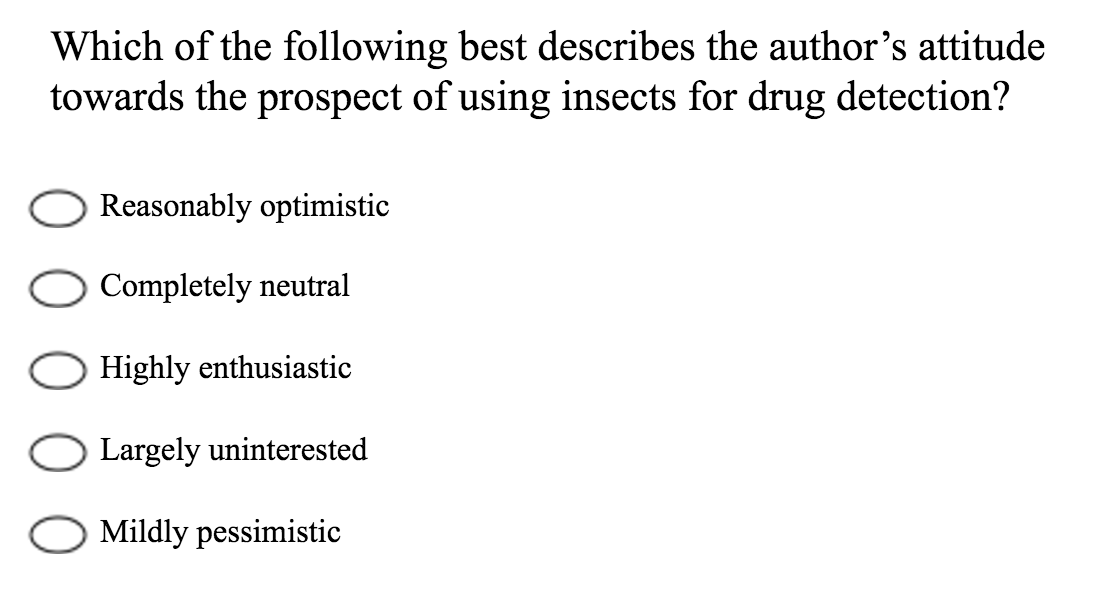 Which of the following best describes the author’s attitude
towards the prospect of using insects for drug detection?
Reasonably optimistic
Completely neutral
Highly enthusiastic
Largely uninterested
Mildly pessimistic